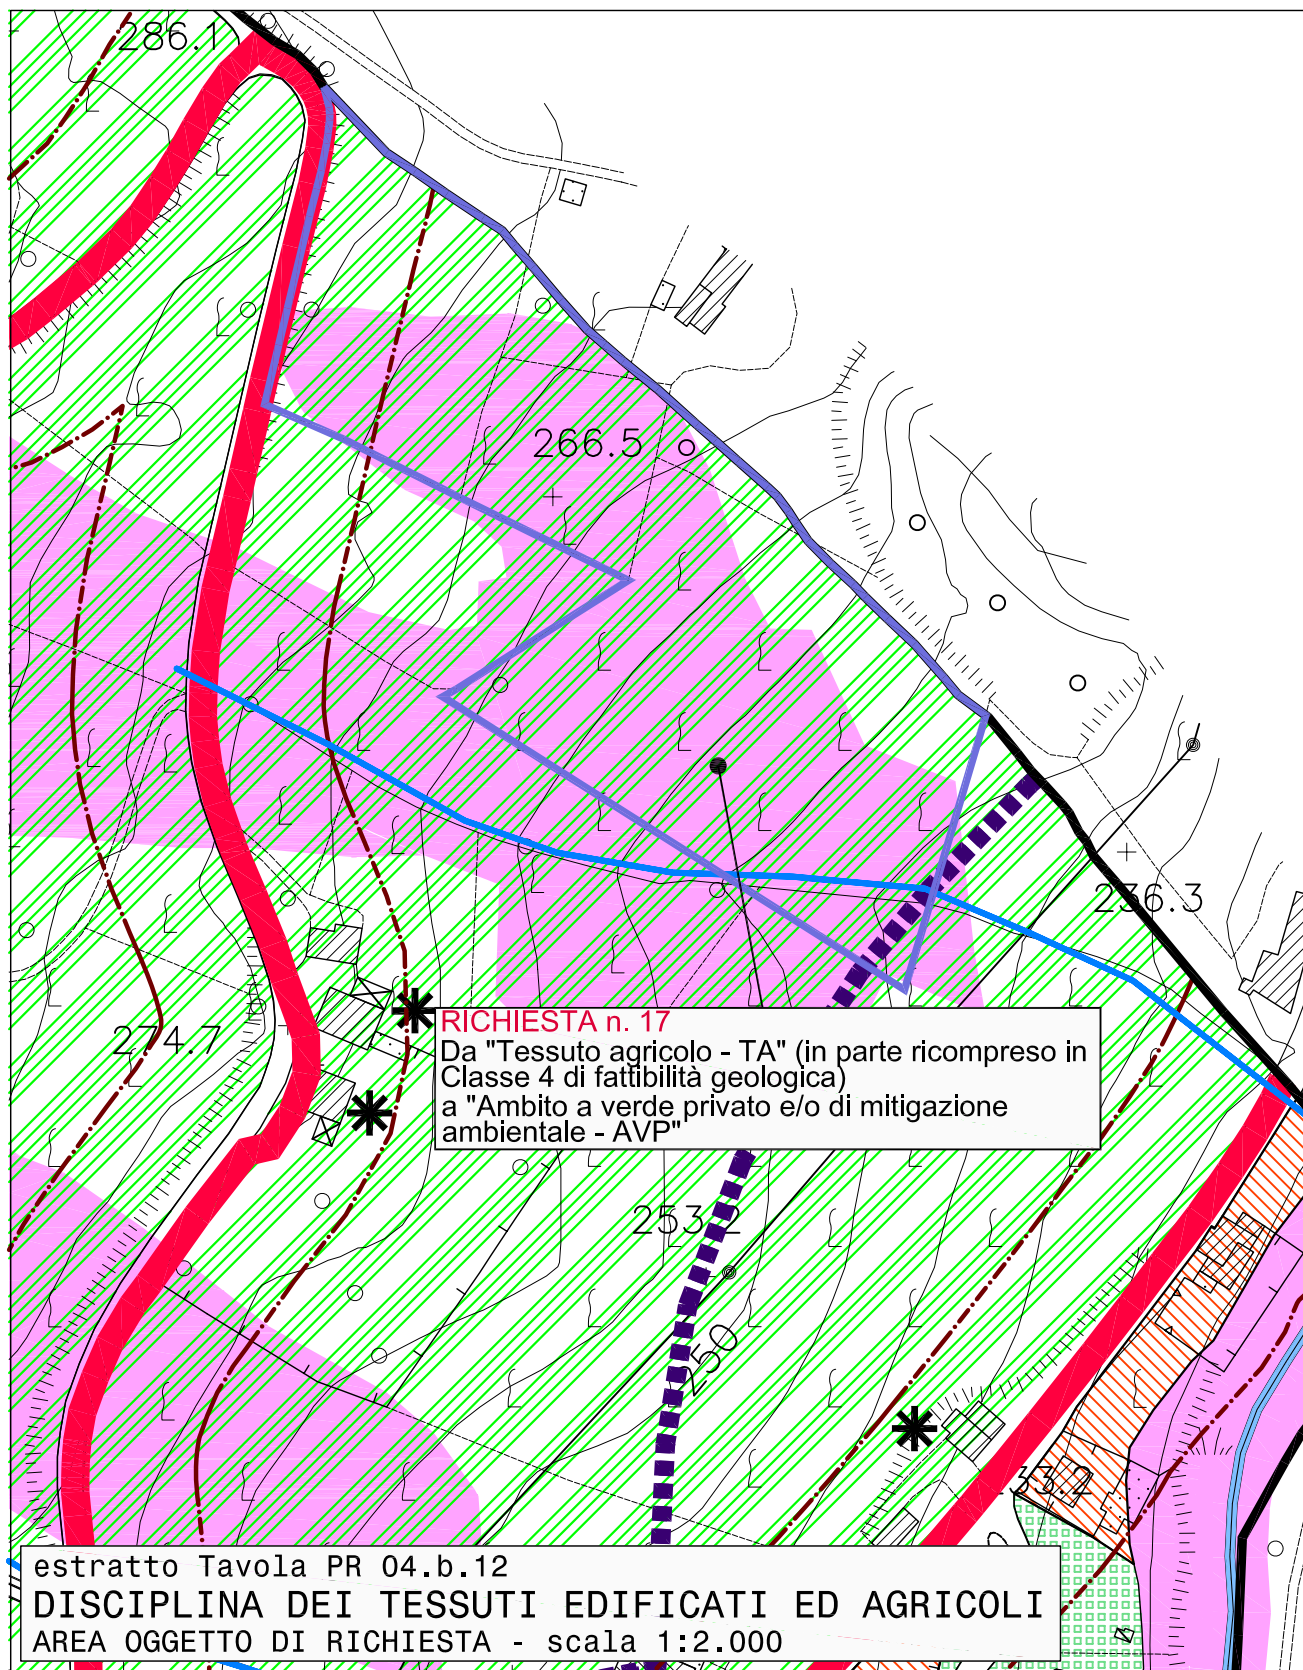 286.1
266.5
236.3
274.7
RICHIESTA n. 17
Da "Tessuto agricolo - TA" (in parte ricompreso in
Classe 4 di fattibilità geologica)
a "Ambito a verde privato e/o di mitigazione
ambientale - AVP"
253.2
250
33.2
estratto Tavola PR 04.b.12
DISCIPLINA DEI TESSUTI EDIFICATI ED AGRICOLI
AREA OGGETTO DI RICHIESTA - scala 1:2.000